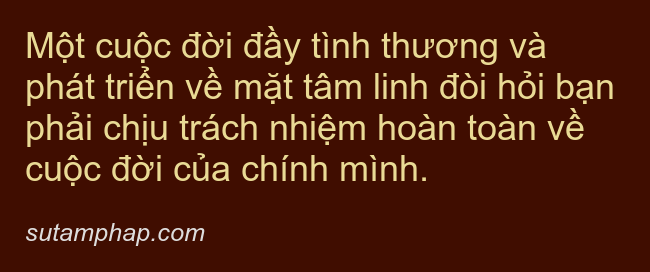 Một cuộc đời đầy tình thương và
phát triển về mặt tâm linh đòi hỏi bạn
phải chịu trách nhiệm hoàn toàn về
cuộc đời của chính mình.
sutamphap.com